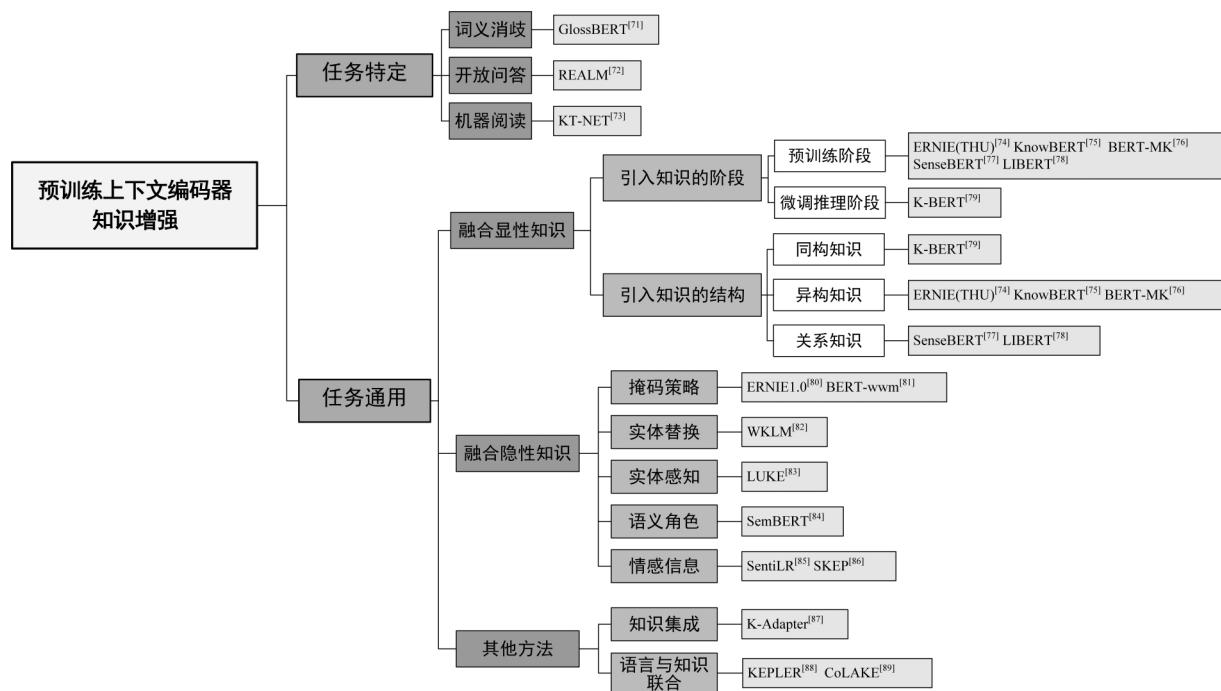 词义消歧
GlossBERT[71]
任务特定
开放问答
REALM[72]
机器阅读
KT-NET[73]
预训练上下文编码器
知识增强
引入知识的阶段
预训练阶段
ERNIE(THU)[74] KnowBERT[75] BERT-MK[76]
SenseBERT[77] LIBERT[78]
微调推理阶段
K-BERT[79]
融合显性知识
同构知识
K-BERT[79]
引入知识的结构
异构知识
ERNIE(THU)[74] KnowBERT[75] BERT-MK[76]
关系知识
SenseBERT[77] LIBERT[78]
任务通用
掩码策略
ERNIE1.0[80] BERT-wwm[81]
实体替换
WKLM[82]
融合隐性知识
实体感知
LUKE[83]
语义角色
SemBERT[84]
情感信息
SentiLR[85] SKEP[86]
其他方法
知识集成
K-Adapter[87]
语言与知识
联合
KEPLER[88] CoLAKE[89]